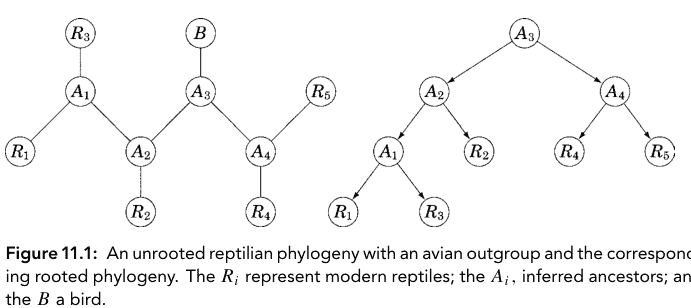 R3 B A3
A1 A3 R5 A2 A4
R1 A2 A4 A1 R2 R4 R5
R2 R4 R1 R3
Figure 11.1: An unrooted reptilian phylogeny with an avian outgroup and the correspond
ing rooted phylogeny. The Ri represent modern reptiles; the Ai, inferred ancestors; an
the B a bird.